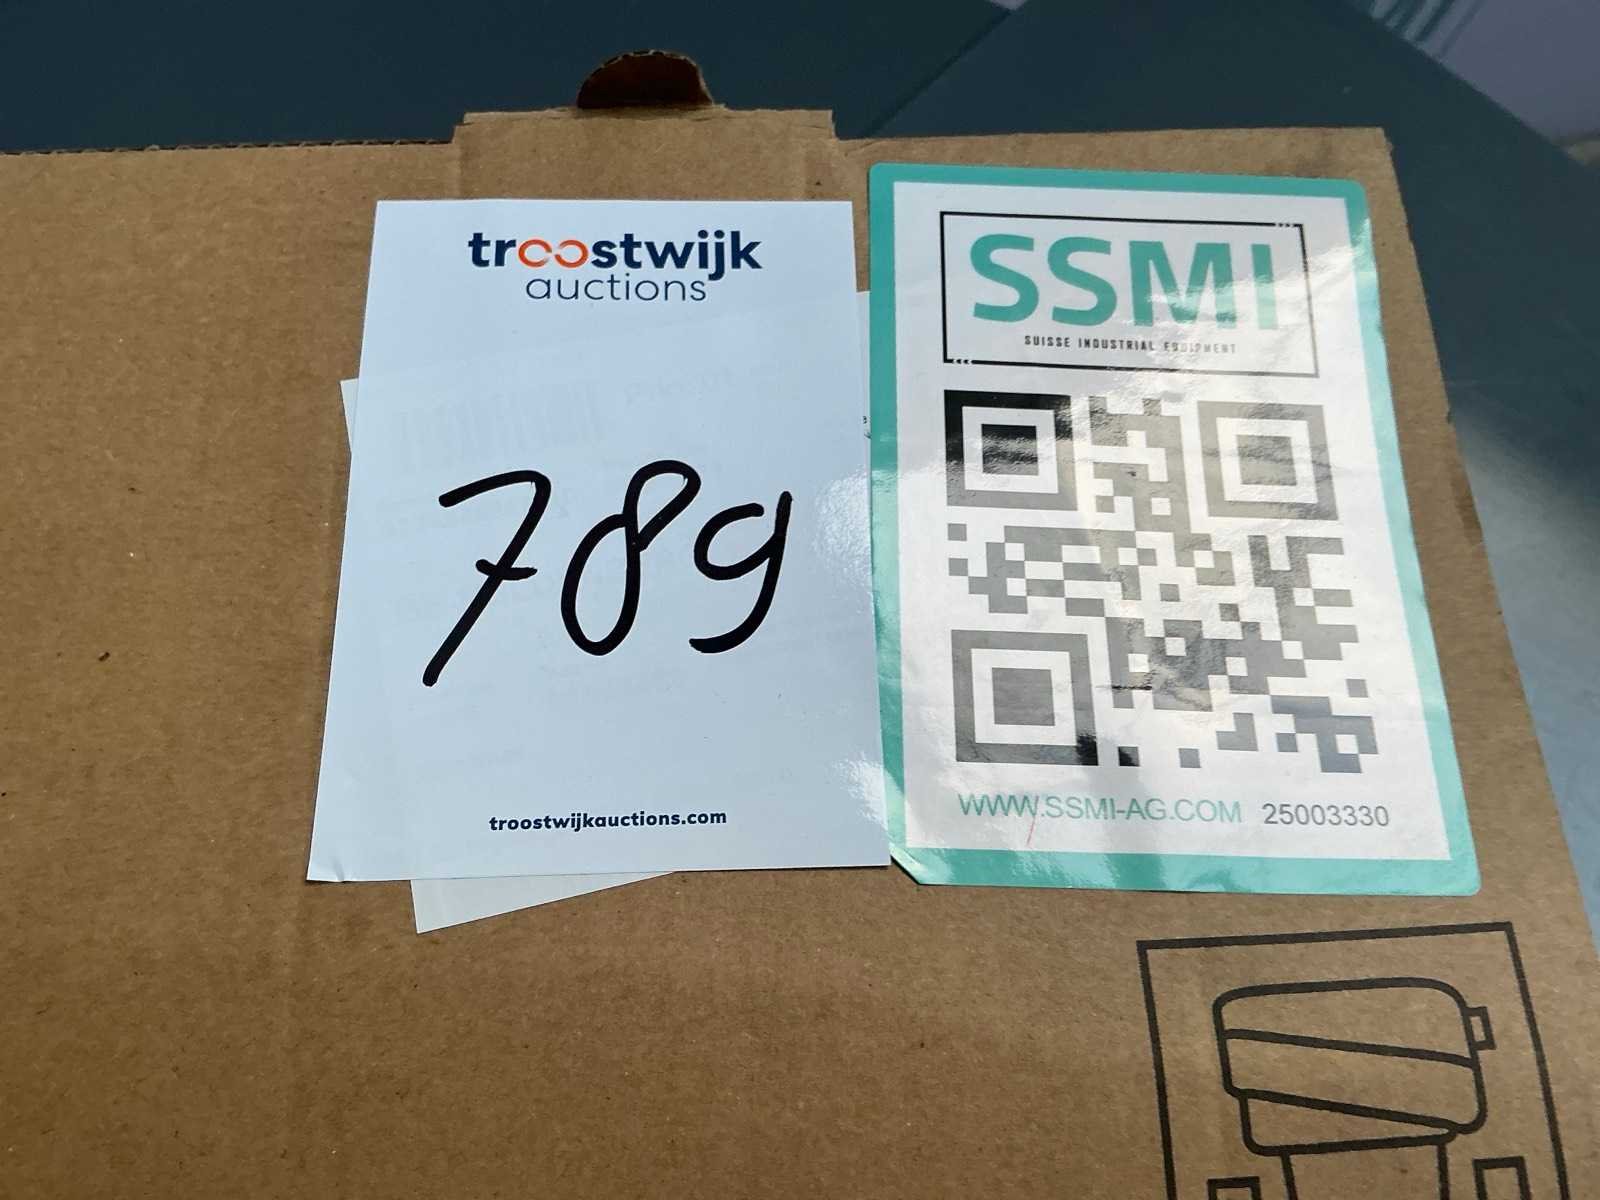 troostwijk
auctions
789
troostwijkauctions.com
SSMI
SUISSE INDUSTRIAL EQUIPMENT
WWW.SSMI-AG.COM 25003330